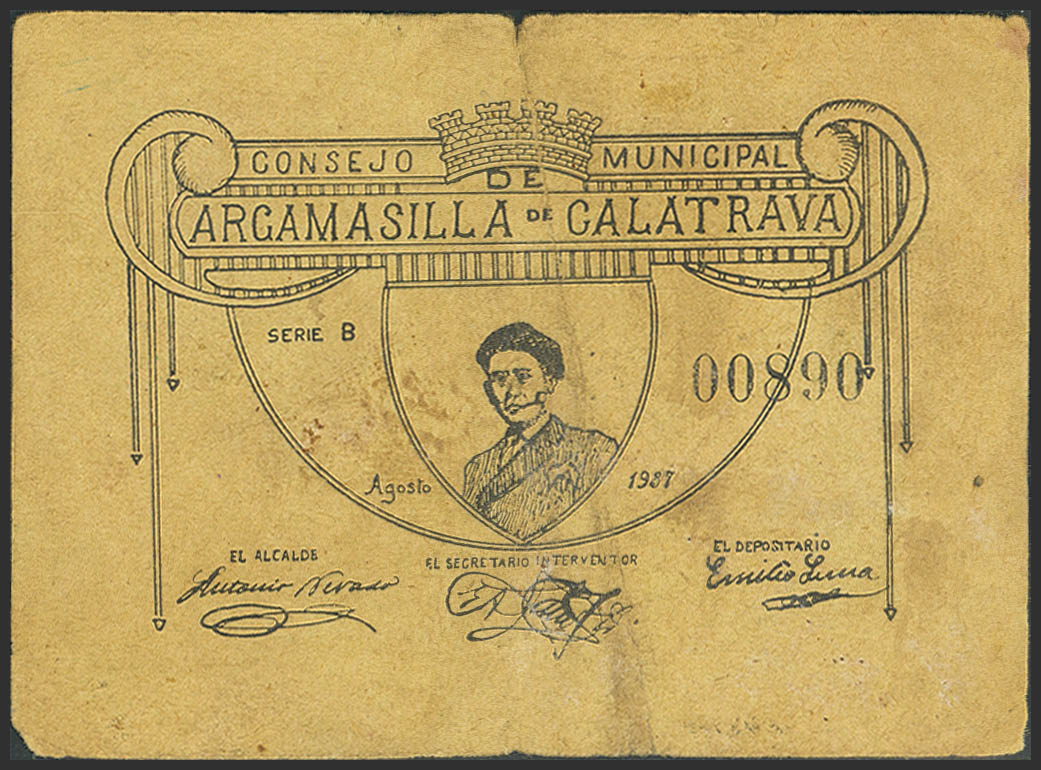 CONSEJO MUNICIPAL
DE
ARGAMASILLA DE CALATRAVA
SERIE B
00890
Agosto 1937
EL ALCALDE
Antonio Nevado
EL SECRETARIO INTERVENTOR
EL DEPOSITARIO
Emilio Luna